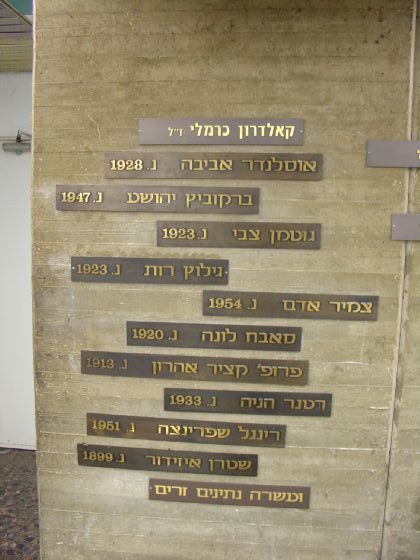 קאלדרון כרמלי ז״ל
אוסלנדר אביבה נ. 1928
ברקוביץ יהושע נ. 1947
גוטמן צבי נ. 1923
גילוץ רות נ. 1923
צמיר אדם נ. 1954
סאבח לונה נ. 1920
פרופ׳ קציר אהרון נ. 1913
רטנר הניה נ. 1933
רינגל שפרינצה נ. 1951
שטרן איזידור נ. 1899
ועשרה נתינים זרים